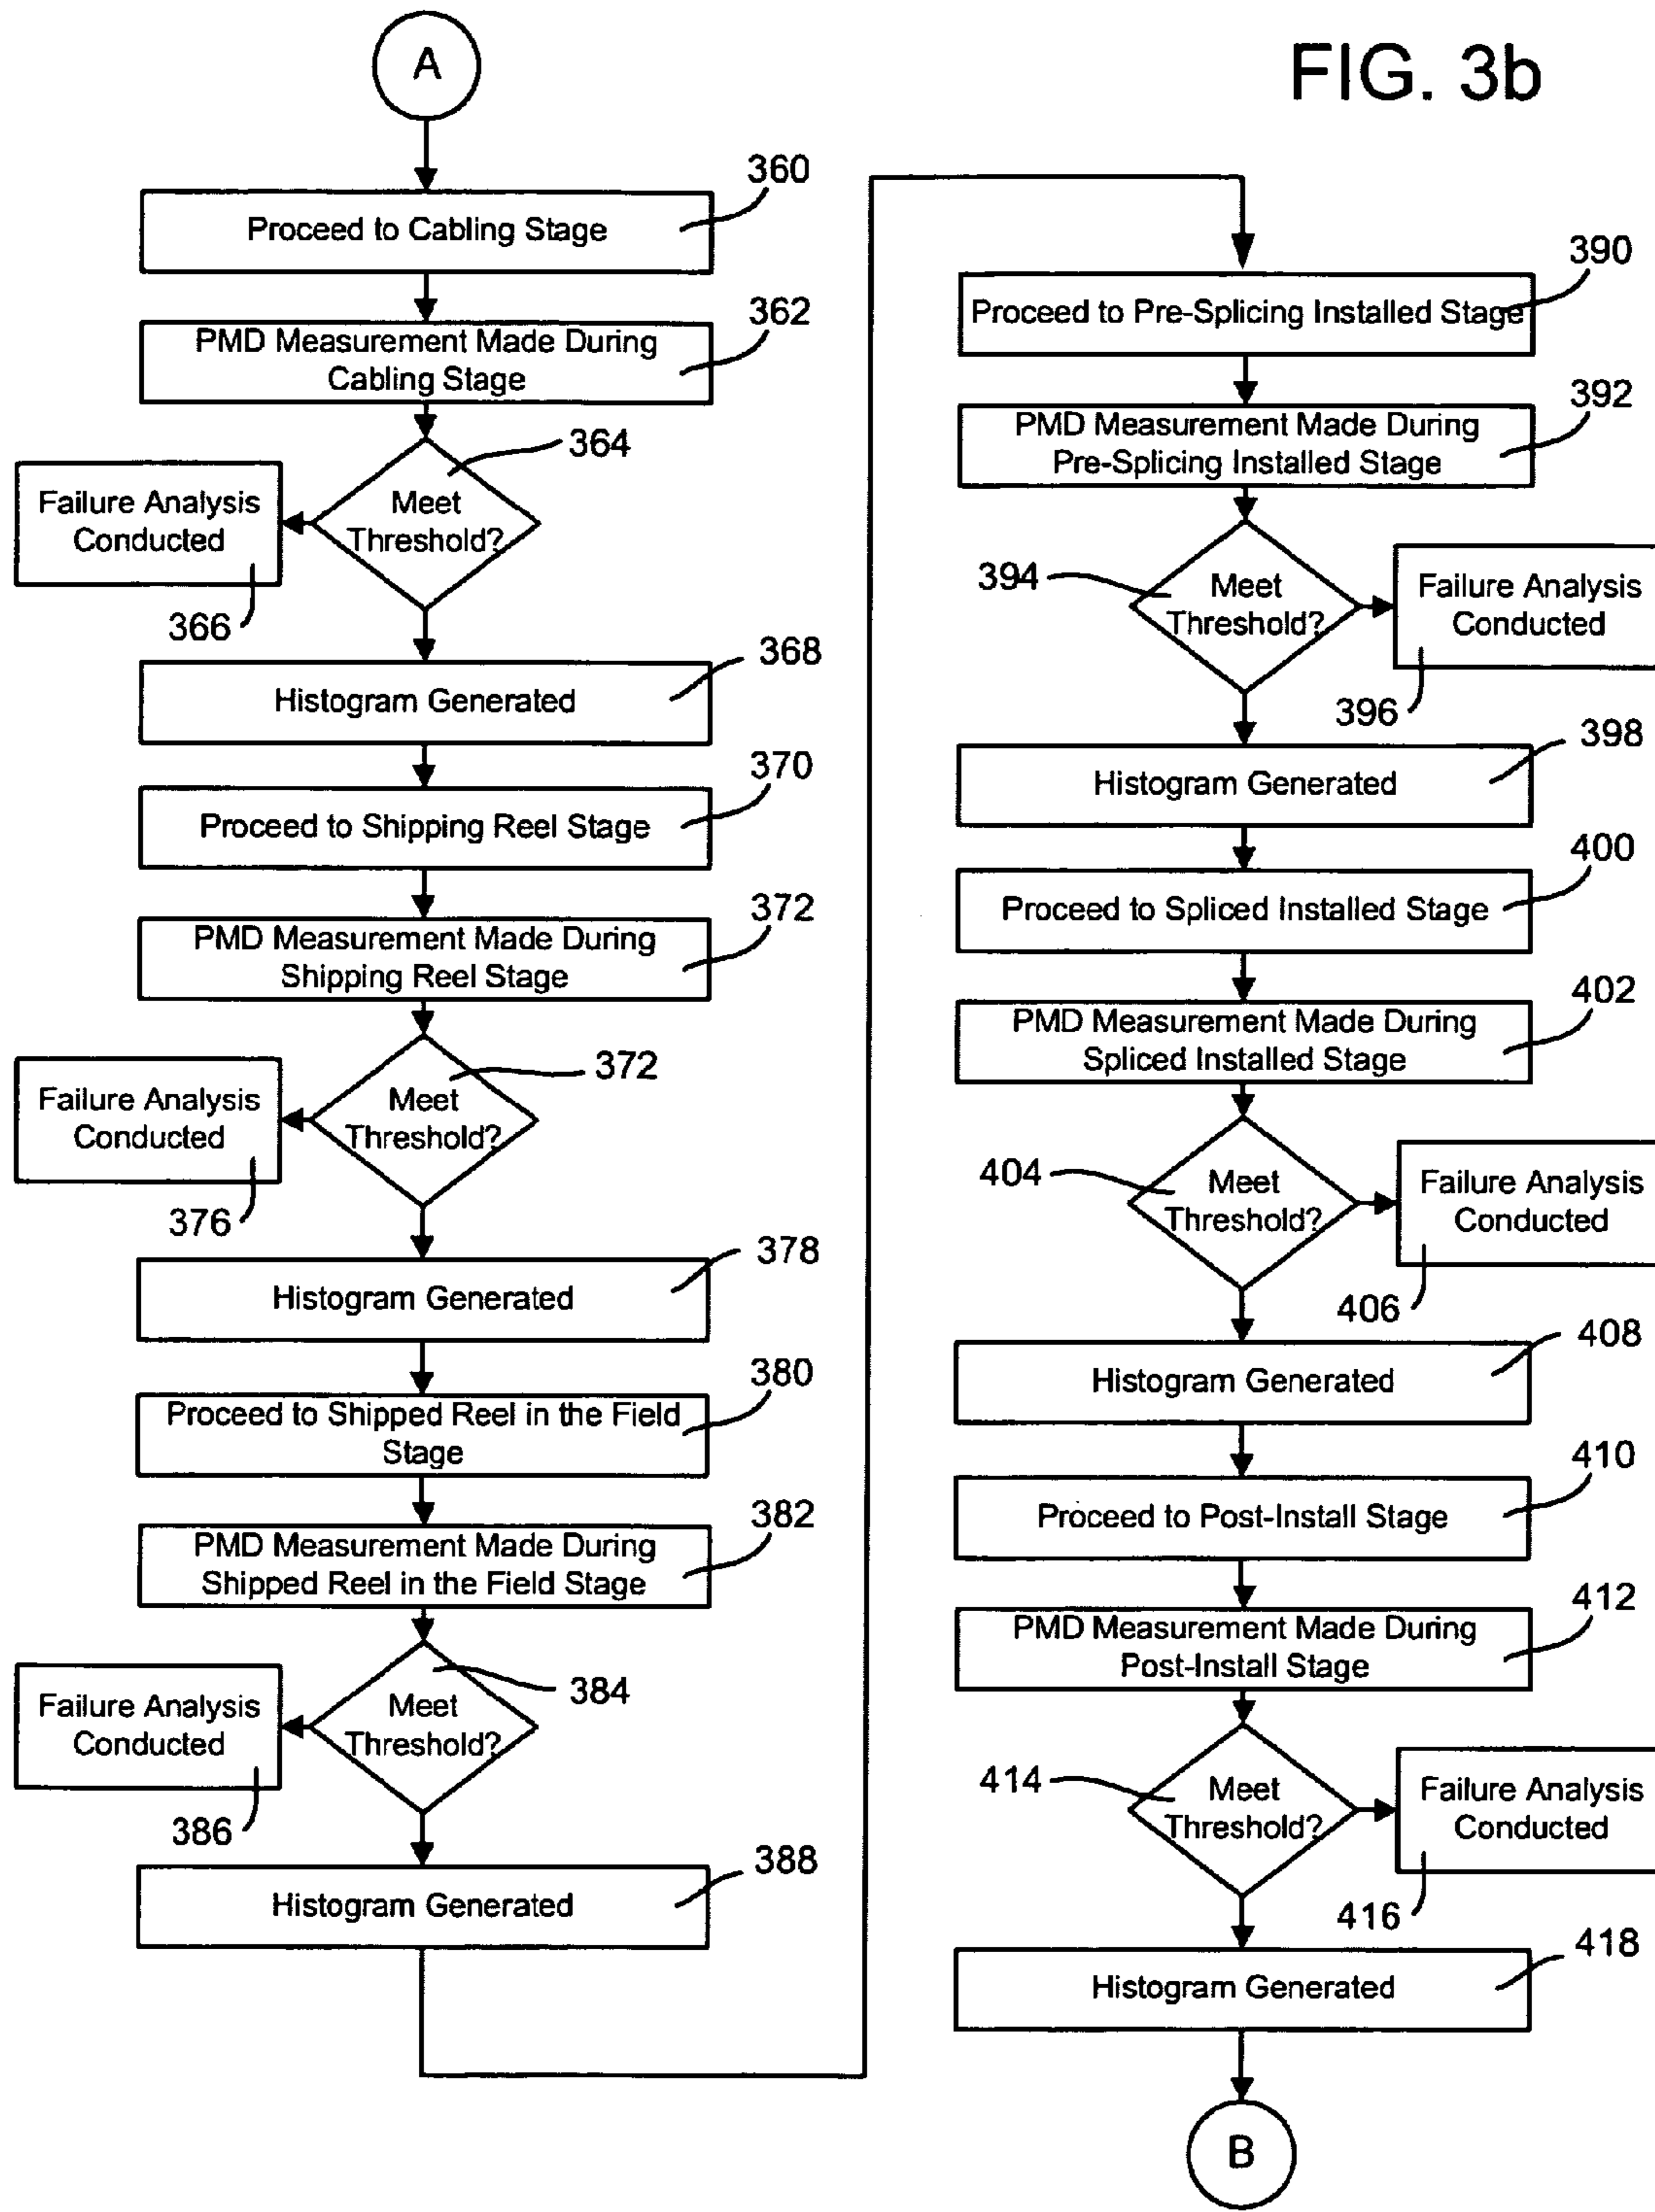 FIG. 3b
A
360
Proceed to Cabling Stage
362
PMD Measurement Made During
Cabling Stage
364
Meet
Threshold?
Failure Analysis
Conducted
366
368
Histogram Generated
370
Proceed to Shipping Reel Stage
372
PMD Measurement Made During
Shipping Reel Stage
372
Meet
Threshold?
Failure Analysis
Conducted
376
378
Histogram Generated
380
Proceed to Shipped Reel in the Field
Stage
382
PMD Measurement Made During
Shipped Reel in the Field Stage
384
Meet
Threshold?
Failure Analysis
Conducted
386
388
Histogram Generated
390
Proceed to Pre-Splicing Installed Stage
392
PMD Measurement Made During
Pre-Splicing Installed Stage
394
Meet
Threshold?
Failure Analysis
Conducted
396
398
Histogram Generated
400
Proceed to Spliced Installed Stage
402
PMD Measurement Made During
Spliced Installed Stage
404
Meet
Threshold?
Failure Analysis
Conducted
406
408
Histogram Generated
410
Proceed to Post-Install Stage
412
PMD Measurement Made During
Post-Install Stage
414
Meet
Threshold?
Failure Analysis
Conducted
416
418
Histogram Generated
B